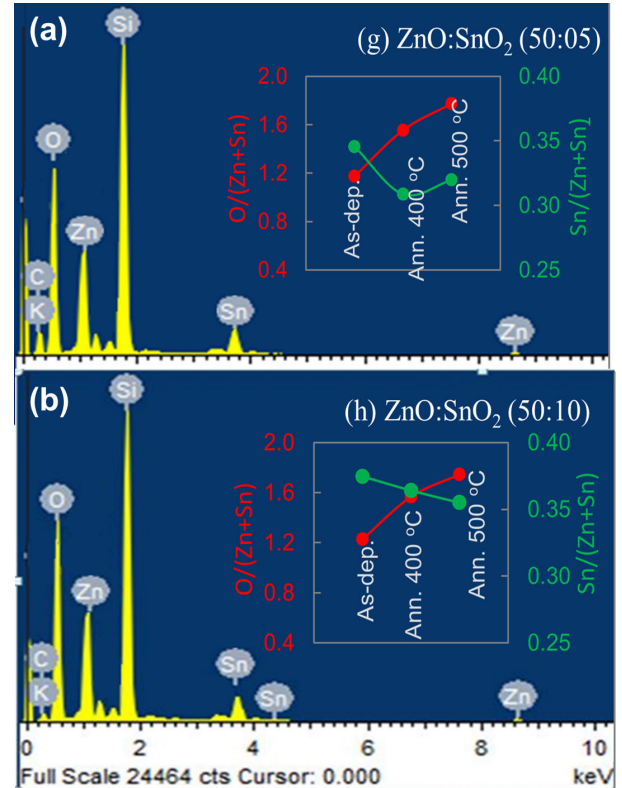 (a)
Si
(g) ZnO:SnO₂ (50:05)
O
Zn
C
K
Sn
Zn
O/(Zn+Sn)
2.0
1.6
1.2
0.8
0.4
As-dep.
Ann. 400 °C
Ann. 500 °C
0.40
0.35
0.30
0.25
Sn/(Zn+Sn)
(b)
Si
(h) ZnO:SnO₂ (50:10)
O
Zn
C
K
Sn
Sn
Zn
O/(Zn+Sn)
2.0
1.6
1.2
0.8
0.4
As-dep.
Ann. 400 °C
Ann. 500 °C
0.40
0.35
0.30
0.25
Sn/(Zn+Sn)
0 2 4 6 8 10
Full Scale 24464 cts Cursor: 0.000 keV